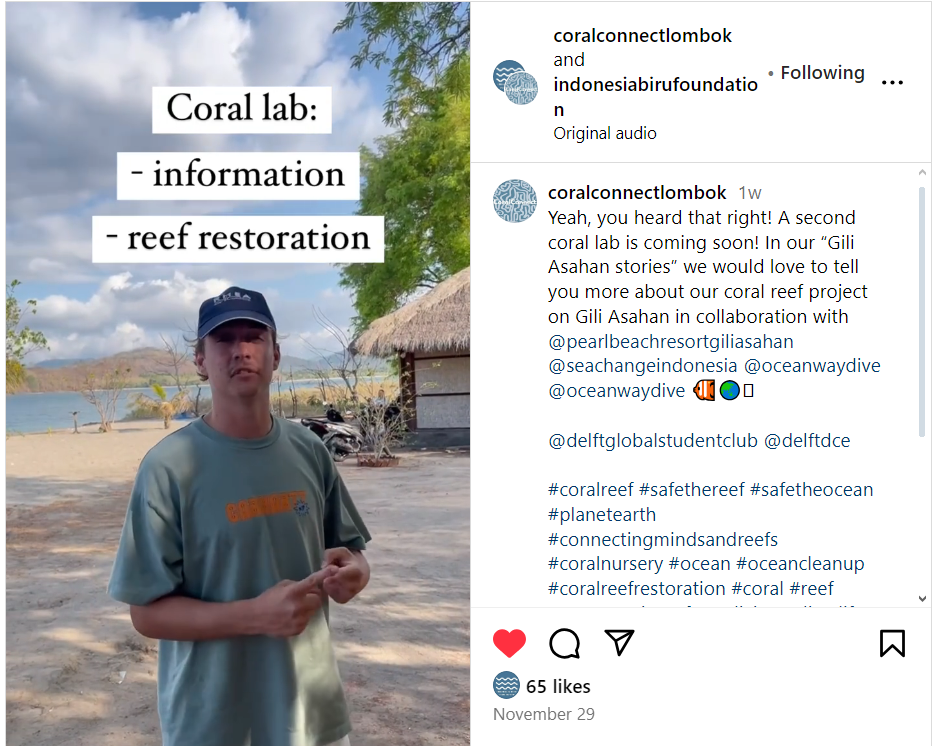 Coral lab:
- information
- reef restoration
coralconnectlombok
and
indonesiabirufoundatio
n
• Following
Original audio
coralconnectlombok 1w
Yeah, you heard that right! A second
coral lab is coming soon! In our “Gili
Asahan stories” we would love to tell
you more about our coral reef project
on Gili Asahan in collaboration with
@pearlbeachresortgiliasahan
@seachangeindonesia @oceanwaydive
@oceanwaydive
@delftglobalstudentclub @delftdce
#coralreef #safethereef #safetheocean
#planetearth
#connectingmindsandreefs
#coralnursery #ocean #oceancleanup
#coralreefrestoration #coral #reef
65 likes
November 29